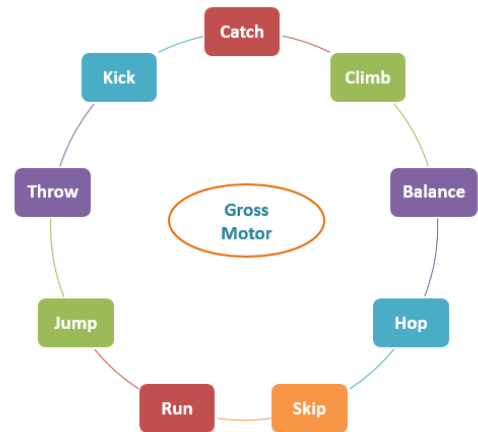 Catch
Kick
Climb
Throw
Balance
Gross
Motor
Jump
Hop
Run
Skip